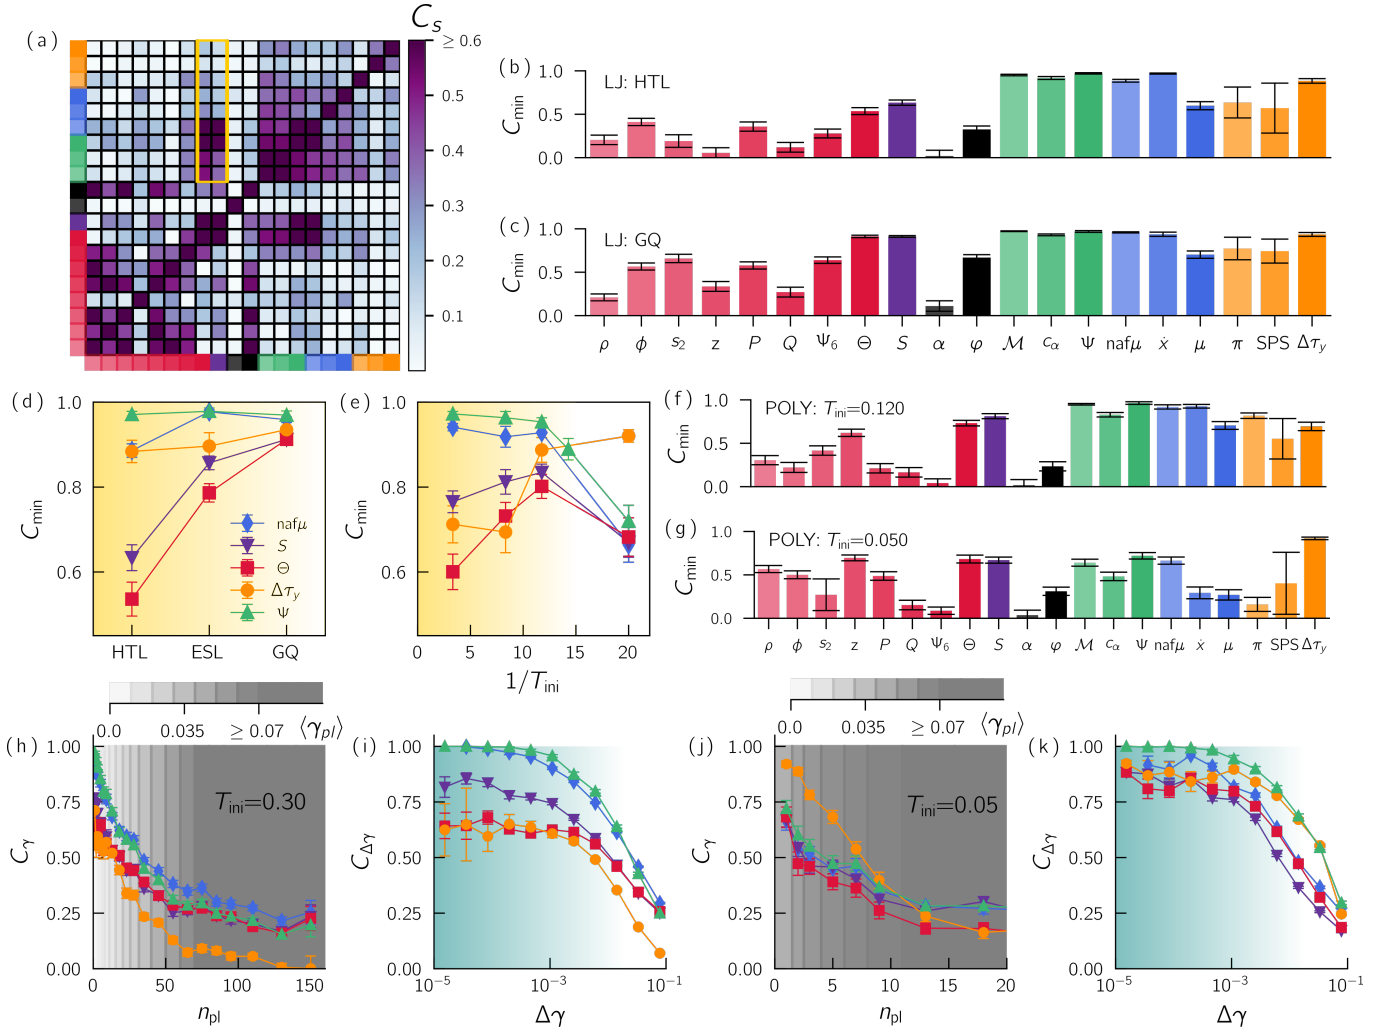 (a)
C_s
≥ 0.6
0.5
0.4
0.3
0.2
0.1
(b)
LJ: HTL
C_min
1.0
0.5
0.0
(c)
LJ: GQ
C_min
1.0
0.5
0.0
ρ ϕ s₂ z P Q Ψ₆ Θ S α φ ℳ c_α Ψ nafμ ẋ μ π SPS Δτ_y
(d)
C_min
1.0
0.8
0.6
HTL ESL GQ
nafμ
S
Θ
Δτ_y
Ψ
(e)
C_min
1.0
0.8
0.6
0 5 10 15 20
1/T_ini
(f)
POLY: T_ini=0.120
C_min
1.0
0.5
0.0
(g)
POLY: T_ini=0.050
C_min
1.0
0.5
0.0
ρ ϕ s₂ z P Q Ψ₆ Θ S α φ ℳ c_α Ψ nafμ ẋ μ π SPS Δτ_y
0.0 0.035 ≥ 0.07 ⟨γ_pl⟩
(h)
T_ini=0.30
C_γ
1.00
0.75
0.50
0.25
0.00
0 50 100 150
n_pl
(i)
C_Δγ
1.00
0.75
0.50
0.25
0.00
10⁻⁵ 10⁻³ 10⁻¹
Δγ
0.0 0.035 ≥ 0.07 ⟨γ_pl⟩
(j)
T_ini=0.05
C_γ
1.00
0.75
0.50
0.25
0.00
0 5 10 15 20
n_pl
(k)
C_Δγ
1.00
0.75
0.50
0.25
0.00
10⁻⁵ 10⁻³ 10⁻¹
Δγ